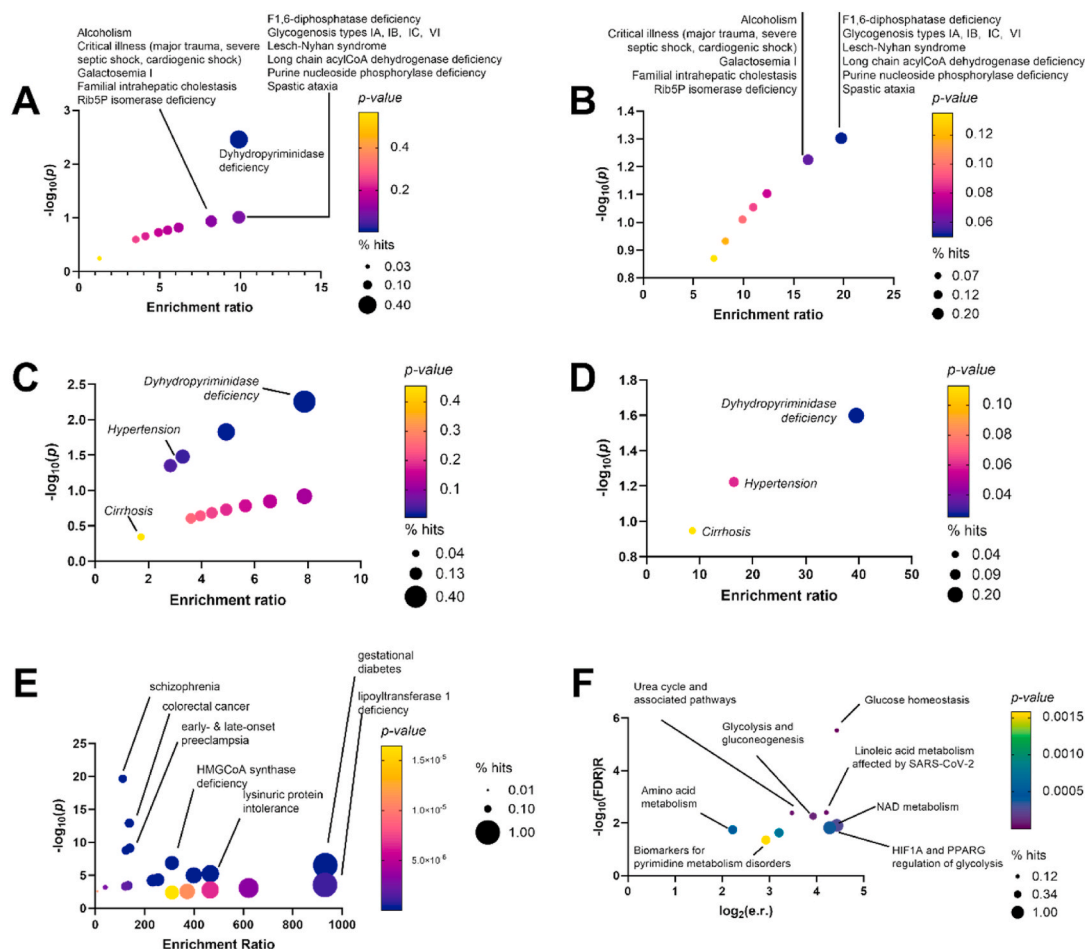 A
Alcoholism
Critical illness (major trauma, severe
septic shock, cardiogenic shock)
Galactosemia I
Familial intrahepatic cholestasis
Rib5P isomerase deficiency
F1,6-diphosphatase deficiency
Glycogenosis types IA, IB, IC, VI
Lesch-Nyhan syndrome
Long chain acylCoA dehydrogenase deficiency
Purine nucleoside phosphorylase deficiency
Spastic ataxia
Dyhydropyriminidase
deficiency
-log10(p)
3
2
1
0
0
5
10
15
Enrichment ratio
p-value
0.4
0.2
% hits
0.03
0.10
0.40
B
Alcoholism
Critical illness (major trauma, severe
septic shock, cardiogenic shock)
Galactosemia I
Familial intrahepatic cholestasis
Rib5P isomerase deficiency
F1,6-diphosphatase deficiency
Glycogenosis types IA, IB, IC, VI
Lesch-Nyhan syndrome
Long chain acylCoA dehydrogenase deficiency
Purine nucleoside phosphorylase deficiency
Spastic ataxia
-log10(p)
1.4
1.3
1.2
1.1
1.0
0.9
0.8
0
5
10
15
20
25
Enrichment ratio
p-value
0.12
0.10
0.08
0.06
% hits
0.07
0.12
0.20
C
Dyhydropyriminidase
deficiency
Hypertension
Cirrhosis
-log10(p)
2.5
2.0
1.5
1.0
0.5
0.0
0
2
4
6
8
10
Enrichment ratio
p-value
0.4
0.3
0.2
0.1
% hits
0.04
0.13
0.40
D
Dyhydropyriminidase
deficiency
Hypertension
Cirrhosis
-log10(p)
1.8
1.6
1.4
1.2
1.0
0.8
0
10
20
30
40
50
Enrichment ratio
p-value
0.10
0.08
0.06
0.04
% hits
0.04
0.09
0.20
E
schizophrenia
colorectal cancer
early- & late-onset
preeclampsia
HMGCoA synthase
deficiency
lysinuric protein
intolerance
gestational
diabetes
lipoyltransferase 1
deficiency
-log10(p)
25
20
15
10
5
0
0
200
400
600
800
1000
Enrichment Ratio
p-value
1.5×10-5
1.0×10-5
5.0×10-6
% hits
0.01
0.10
1.00
F
Urea cycle and
associated pathways
Glycolysis and
gluconeogenesis
Glucose homeostasis
Linoleic acid metabolism
affected by SARS-CoV-2
Amino acid
metabolism
NAD metabolism
Biomarkers for
pyrimidine metabolism disorders
HIF1A and PPARG
regulation of glycolysis
-log10(FDR)R
6
4
2
0
0
1
2
3
4
5
log2(e.r.)
p-value
0.0015
0.0010
0.0005
% hits
0.12
0.34
1.00